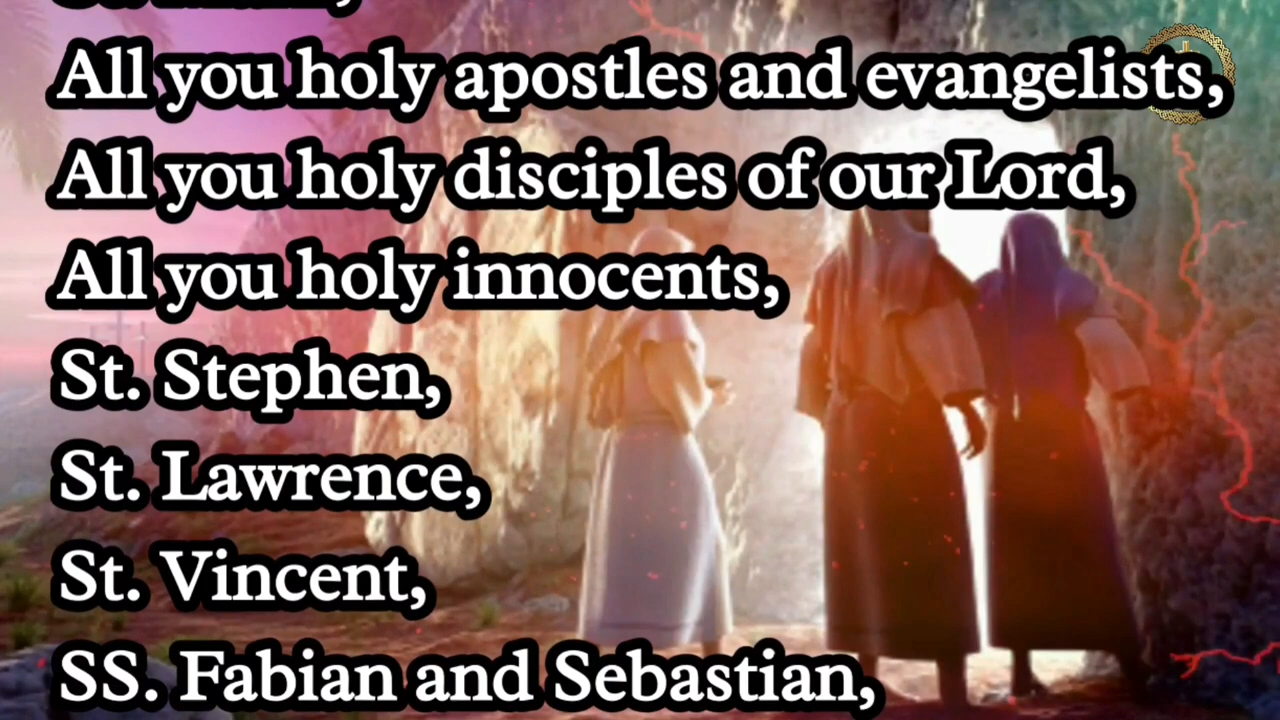 All you holy apostles and evangelists,
All you holy disciples of our Lord,
All you holy innocents,
St. Stephen,
St. Lawrence,
St. Vincent,
SS. Fabian and Sebastian,